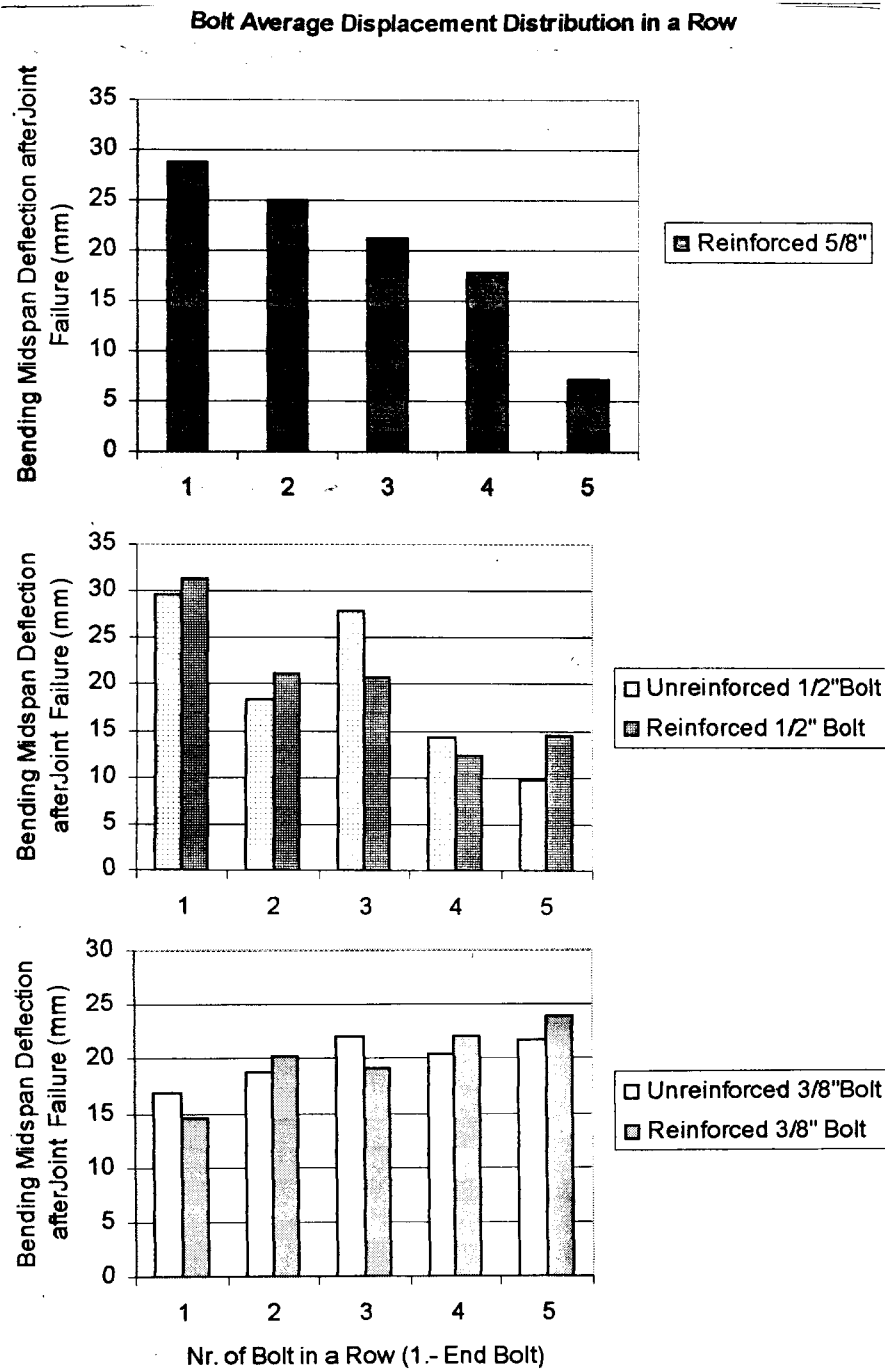 Bolt Average Displacement Distribution in a Row
Bending Midspan Deflection afterJoint
Failure (mm)
35
30
25
20
15
10
5
0
1 2 3 4 5
Reinforced 5/8"
Bending Midspan Deflection
afterJoint Failure (mm)
35
30
25
20
15
10
5
0
1 2 3 4 5
Unreinforced 1/2"Bolt
Reinforced 1/2" Bolt
Bending Midspan Deflection
afterJoint Failure (mm)
30
25
20
15
10
5
0
1 2 3 4 5
Unreinforced 3/8"Bolt
Reinforced 3/8" Bolt
Nr. of Bolt in a Row (1.- End Bolt)